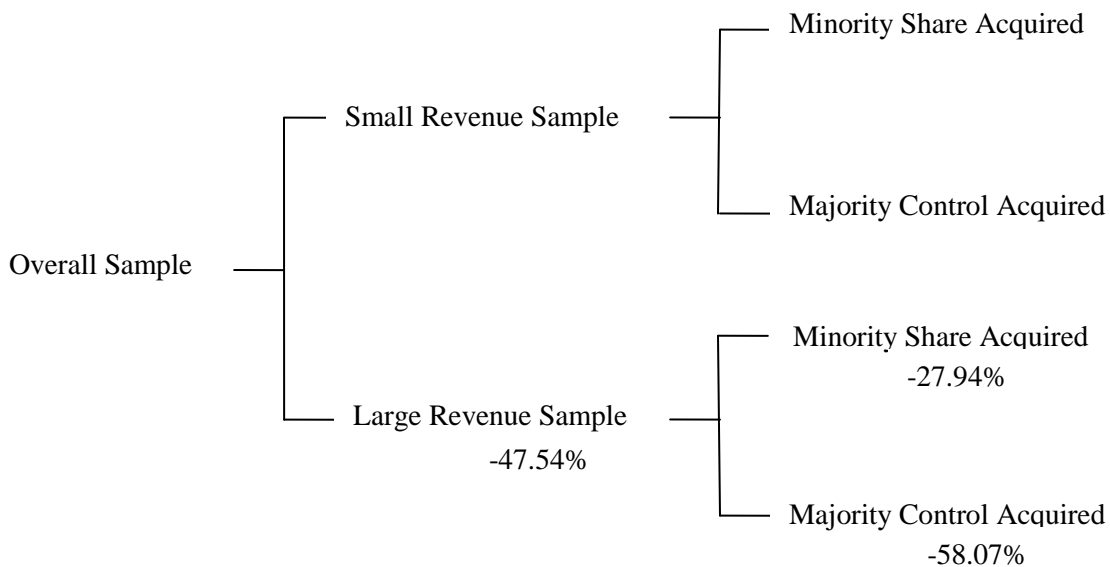 Minority Share Acquired
Small Revenue Sample
Majority Control Acquired
Overall Sample
Minority Share Acquired
-27.94%
Large Revenue Sample
-47.54%
Majority Control Acquired
-58.07%